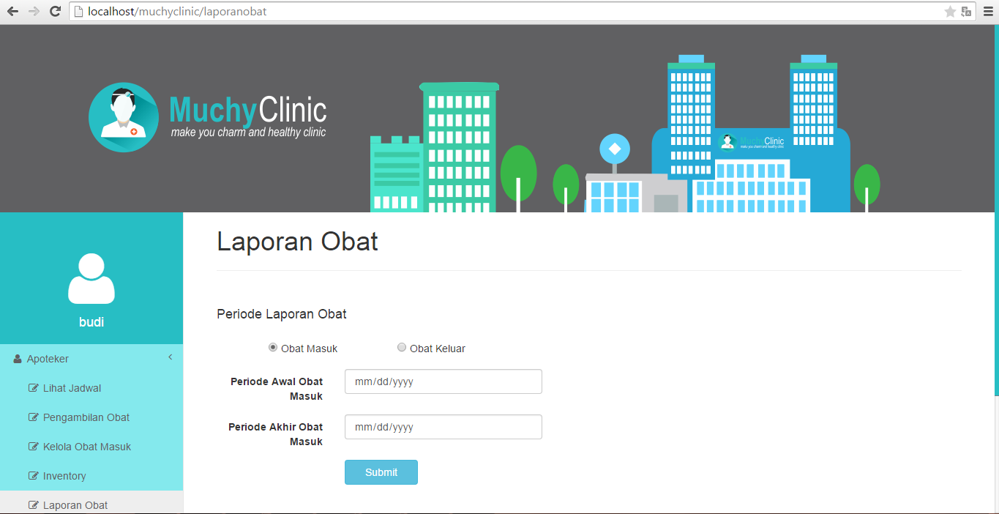 localhost/muchyclinic/laporanobat
MuchyClinic
make you charm and healthy clinic
MuchyClinic
make you charm and healthy clinic
budi
Apoteker
Lihat Jadwal
Pengambilan Obat
Kelola Obat Masuk
Inventory
Laporan Obat
Laporan Obat
Periode Laporan Obat
Obat Masuk Obat Keluar
Periode Awal Obat
Masuk
mm/dd/yyyy
Periode Akhir Obat
Masuk
mm/dd/yyyy
Submit